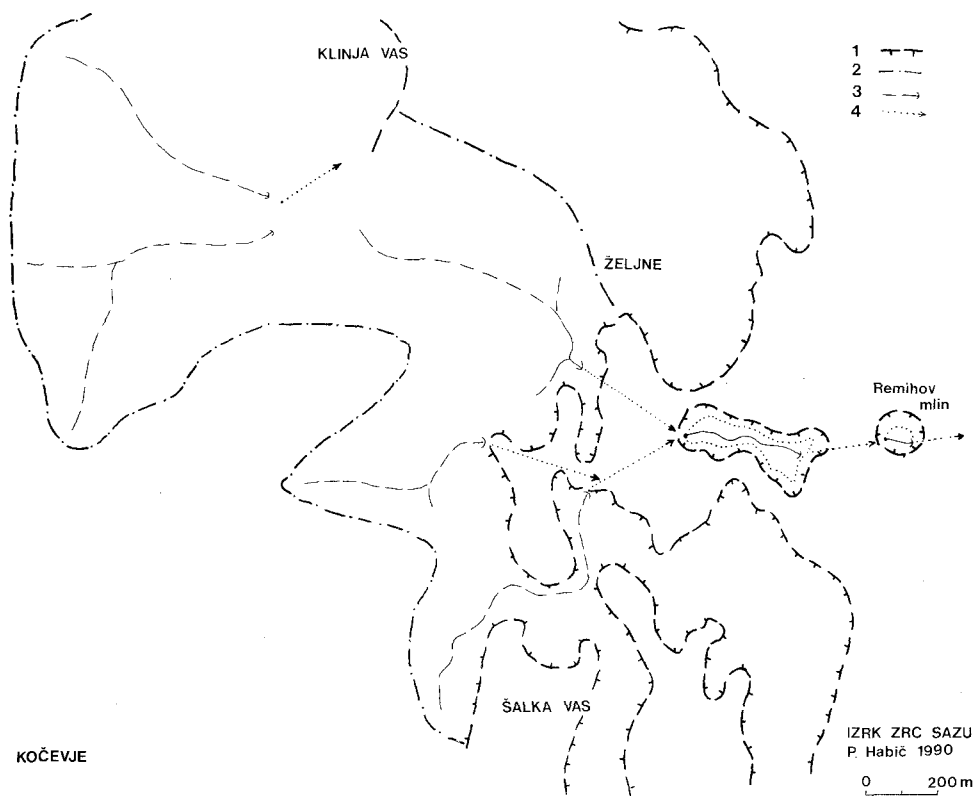 KLINJA VAS
1
2
3
4
ŽELJNE
Remihov
mlin
ŠALKA VAS
KOČEVJE
IZRK ZRC SAZU
P. Habič 1990
0 200 m